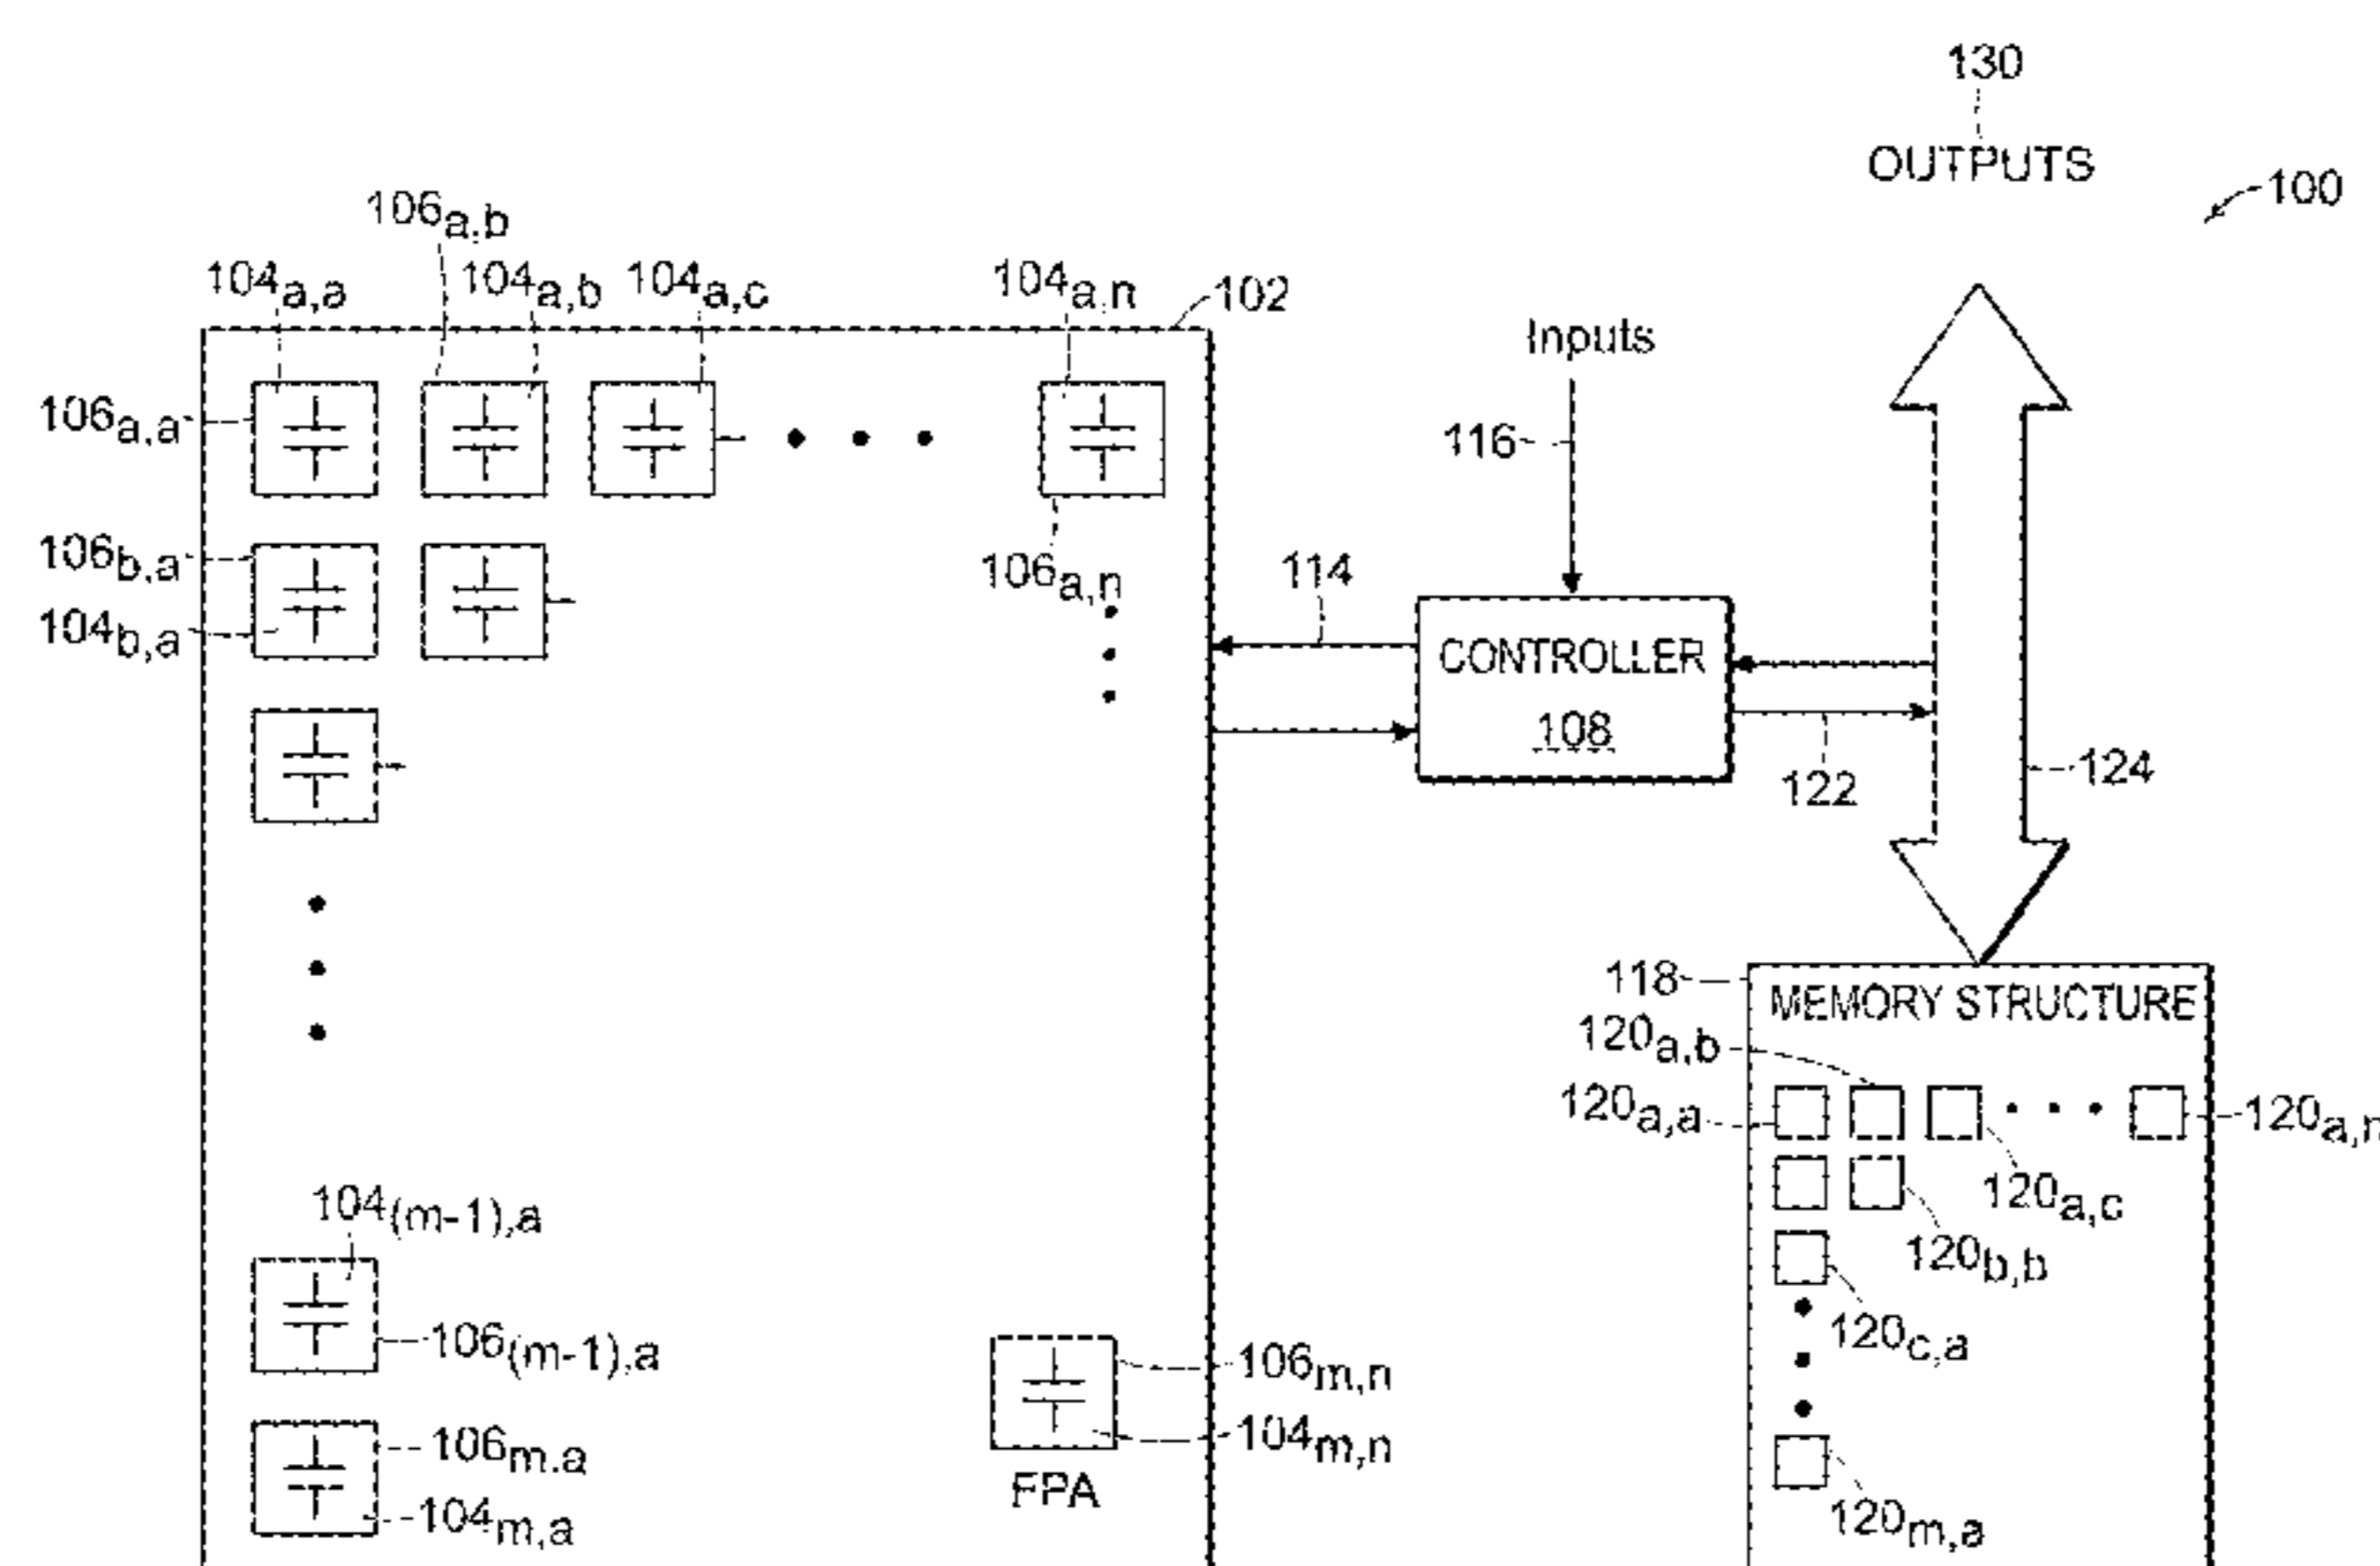 130
OUTPUTS
100
106a,b
104a,a
104a,b
104a,c
104a,n
102
Inputs
106a,a
116
106b,a
106a,n
114
104b,a
CONTROLLER
108
122
124
118
MEMORY STRUCTURE
120a,b
120a,a
120a,n
120a,c
104(m-1),a
120b,b
106(m-1),a
120c,a
106m,n
104m,n
106m.a
FPA
104m,a
120m,a